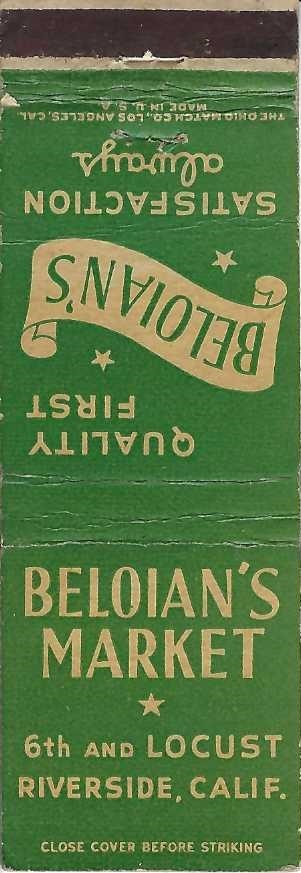 QUALITY
FIRST
BELOIAN'S
SATISFACTION
always
THE OHIO MATCH CO., LOS ANGELES, CAL.
MADE IN U. S. A.
BELOIAN'S
MARKET
6th AND LOCUST
RIVERSIDE, CALIF.
CLOSE COVER BEFORE STRIKING